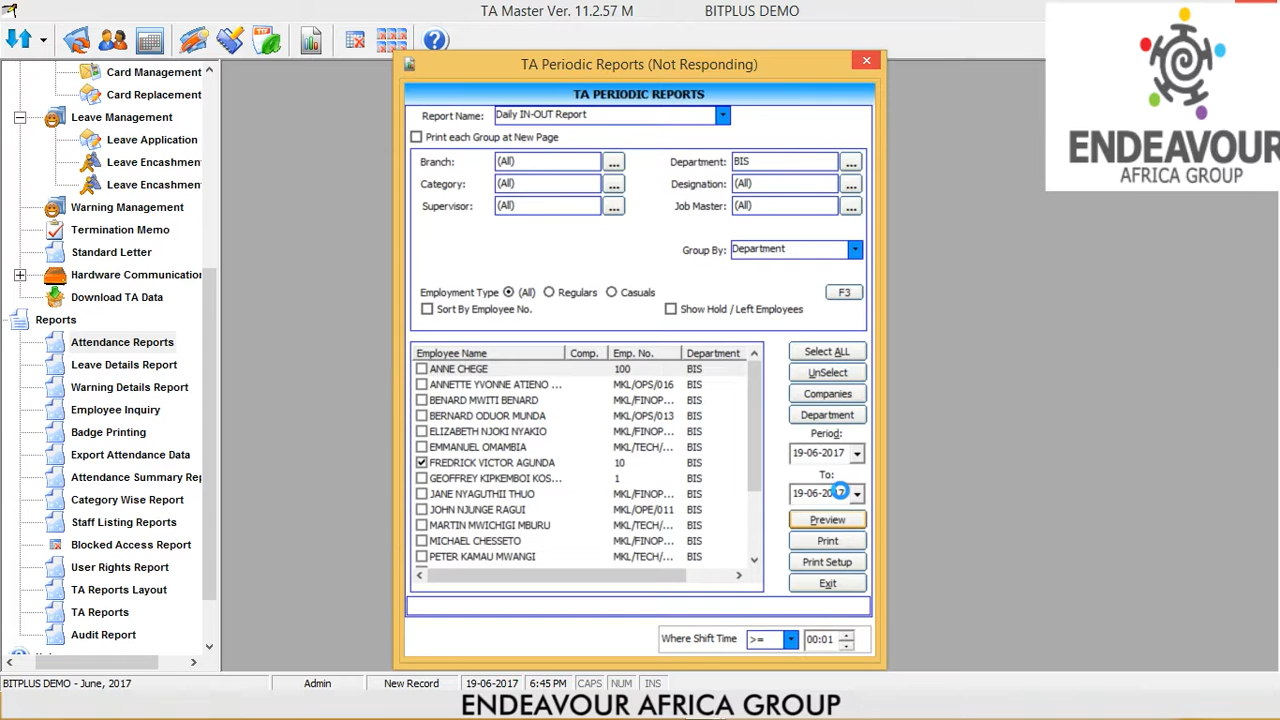 TA Master Ver. 11.2.57 M BITPLUS DEMO
ENDEAVOUR
AFRICA GROUP
Card Management
Card Replacement
Leave Management
Leave Application
Leave Encashment
Leave Encashment
Warning Management
Termination Memo
Standard Letter
Hardware Communication
Download TA Data
Reports
Attendance Reports
Leave Details Report
Warning Details Report
Employee Inquiry
Badge Printing
Export Attendance Data
Attendance Summary Rep
Category Wise Report
Staff Listing Reports
Blocked Access Report
User Rights Report
TA Reports Layout
TA Reports
Audit Report
TA Periodic Reports (Not Responding)
TA PERIODIC REPORTS
Report Name: Daily IN-OUT Report
Print each Group at New Page
Branch: (All) ... Department: BIS ...
Category: (All) ... Designation: (All) ...
Supervisor: (All) ... Job Master: (All) ...
Group By: Department
Employment Type (All) Regulars Casuals F3
Sort By Employee No. Show Hold / Left Employees
Employee Name Comp. Emp. No. Department
ANNE CHEGE 100 BIS
ANNETTE YVONNE ATIENO ... MKL/OPS/016 BIS
BENARD MWITI BENARD MKL/FINOP... BIS
BERNARD ODUOR MUNDA MKL/OPS/013 BIS
ELIZABETH NJOKI NYAKIO MKL/FINOP... BIS
EMMANUEL OMAMBIA MKL/TECH/... BIS
FREDRICK VICTOR AGUNDA 10 BIS
GEOFFREY KIPKEMBOI KOS... 1 BIS
JANE NYAGUTHII THUO MKL/FINOP... BIS
JOHN NJUNGE RAGUI MKL/OPE/011 BIS
MARTIN MWICHIGI MBURU MKL/TECH/... BIS
MICHAEL CHESSETO MKL/FINOP... BIS
PETER KAMAU MWANGI MKL/TECH/... BIS
Select ALL
UnSelect
Companies
Department
Period:
19-06-2017
To:
19-06-2017
Preview
Print
Print Setup
Exit
Where Shift Time >= 00:01
BITPLUS DEMO - June, 2017 Admin New Record 19-06-2017 6:45 PM CAPS NUM INS
ENDEAVOUR AFRICA GROUP